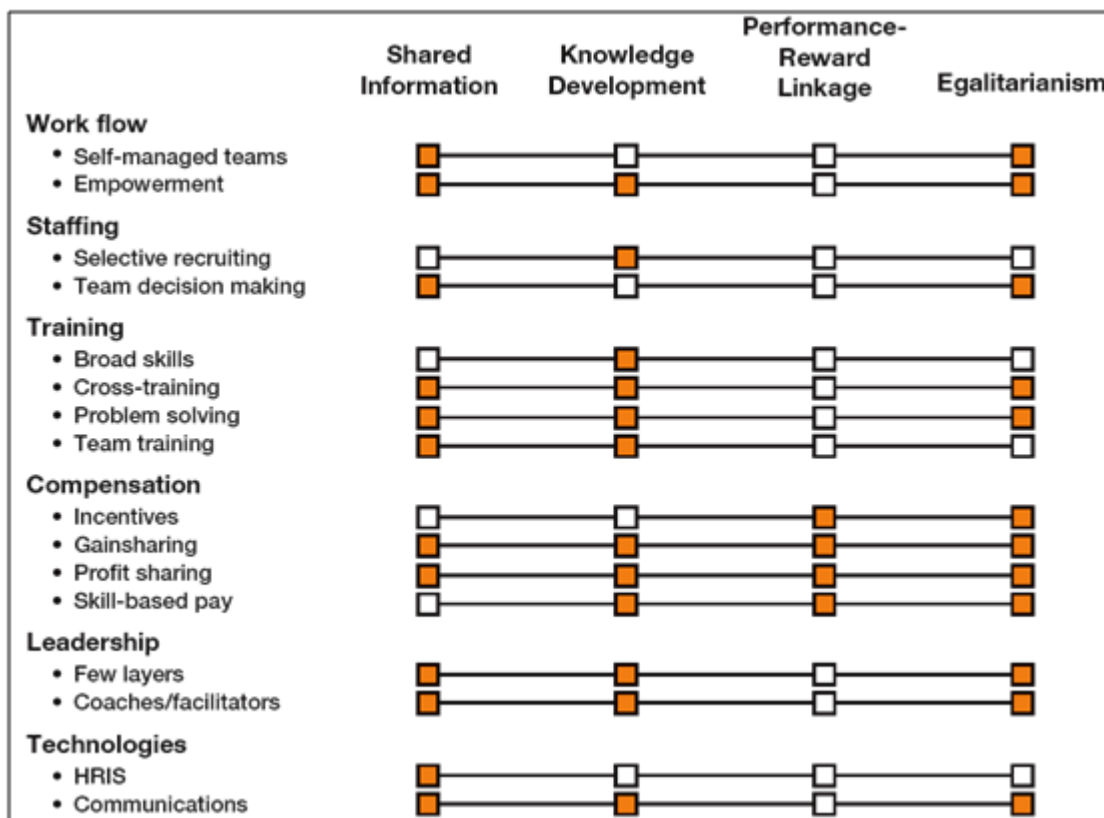 Shared Information
Knowledge Development
Performance-Reward Linkage
Egalitarianism
Work flow
• Self-managed teams
• Empowerment
Staffing
• Selective recruiting
• Team decision making
Training
• Broad skills
• Cross-training
• Problem solving
• Team training
Compensation
• Incentives
• Gainsharing
• Profit sharing
• Skill-based pay
Leadership
• Few layers
• Coaches/facilitators
Technologies
• HRIS
• Communications